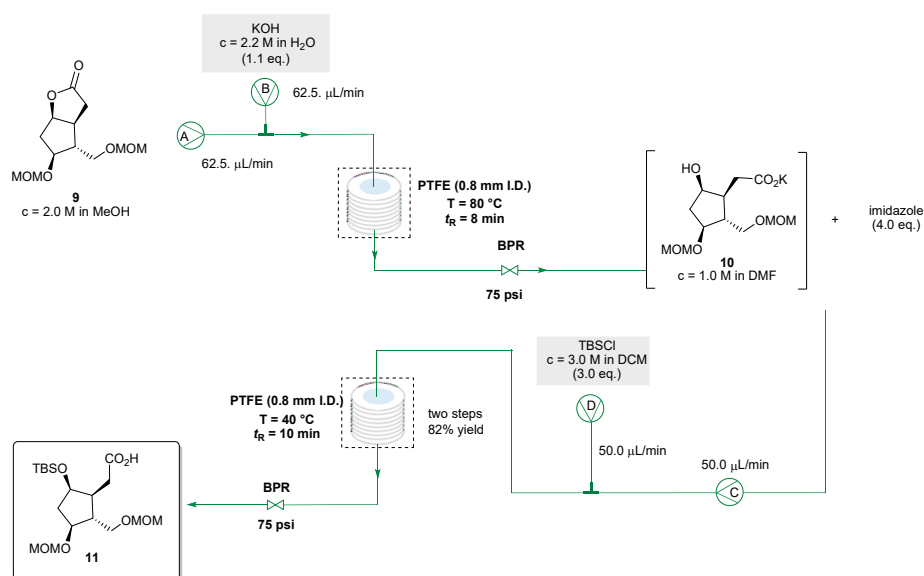 KOH
c = 2.2 M in H2O
(1.1 eq.)
B
62.5. μL/min
O
O
OMOM
MOMO
9
c = 2.0 M in MeOH
A
62.5. μL/min
PTFE (0.8 mm I.D.)
T = 80 °C
tR = 8 min
BPR
75 psi
HO
CO2K
OMOM
MOMO
10
c = 1.0 M in DMF
+
imidazole
(4.0 eq.)
TBSCl
c = 3.0 M in DCM
(3.0 eq.)
D
50.0 μL/min
50.0 μL/min
C
PTFE (0.8 mm I.D.)
T = 40 °C
tR = 10 min
two steps
82% yield
BPR
75 psi
TBSO
CO2H
OMOM
MOMO
11